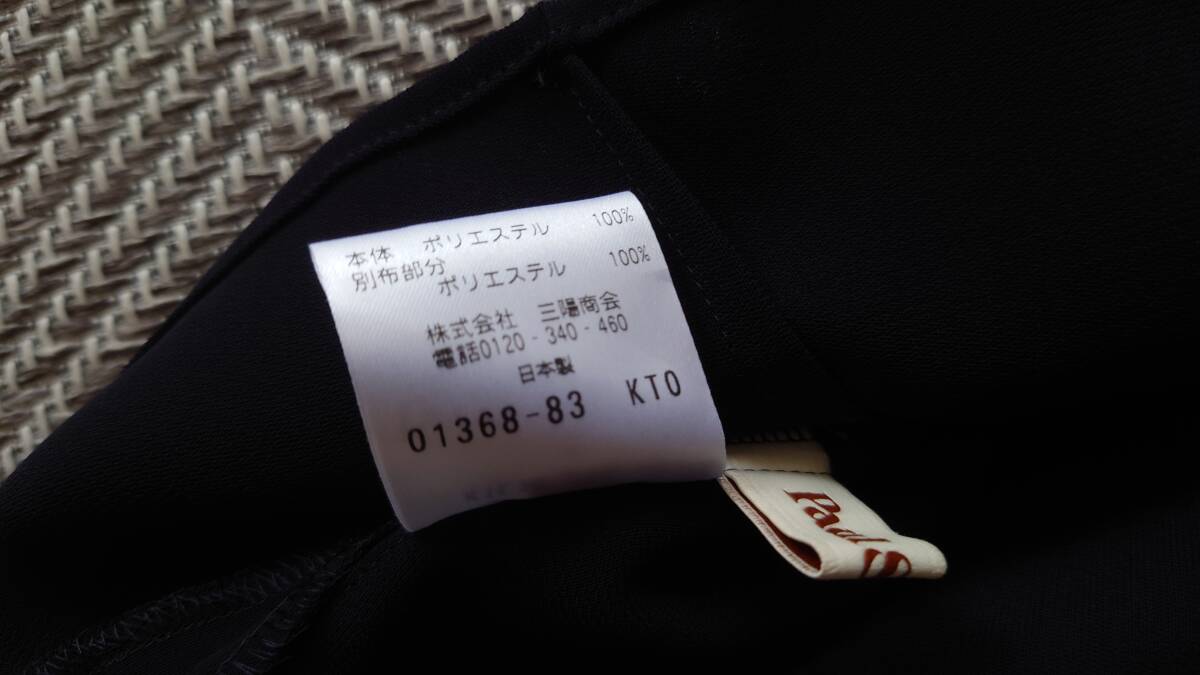 本体 ポリエステル 100%
別布部分
ポリエステル 100%
株式会社 三陽商会
電話0120-340-460
日本製
01368-83 KTO
Pad S